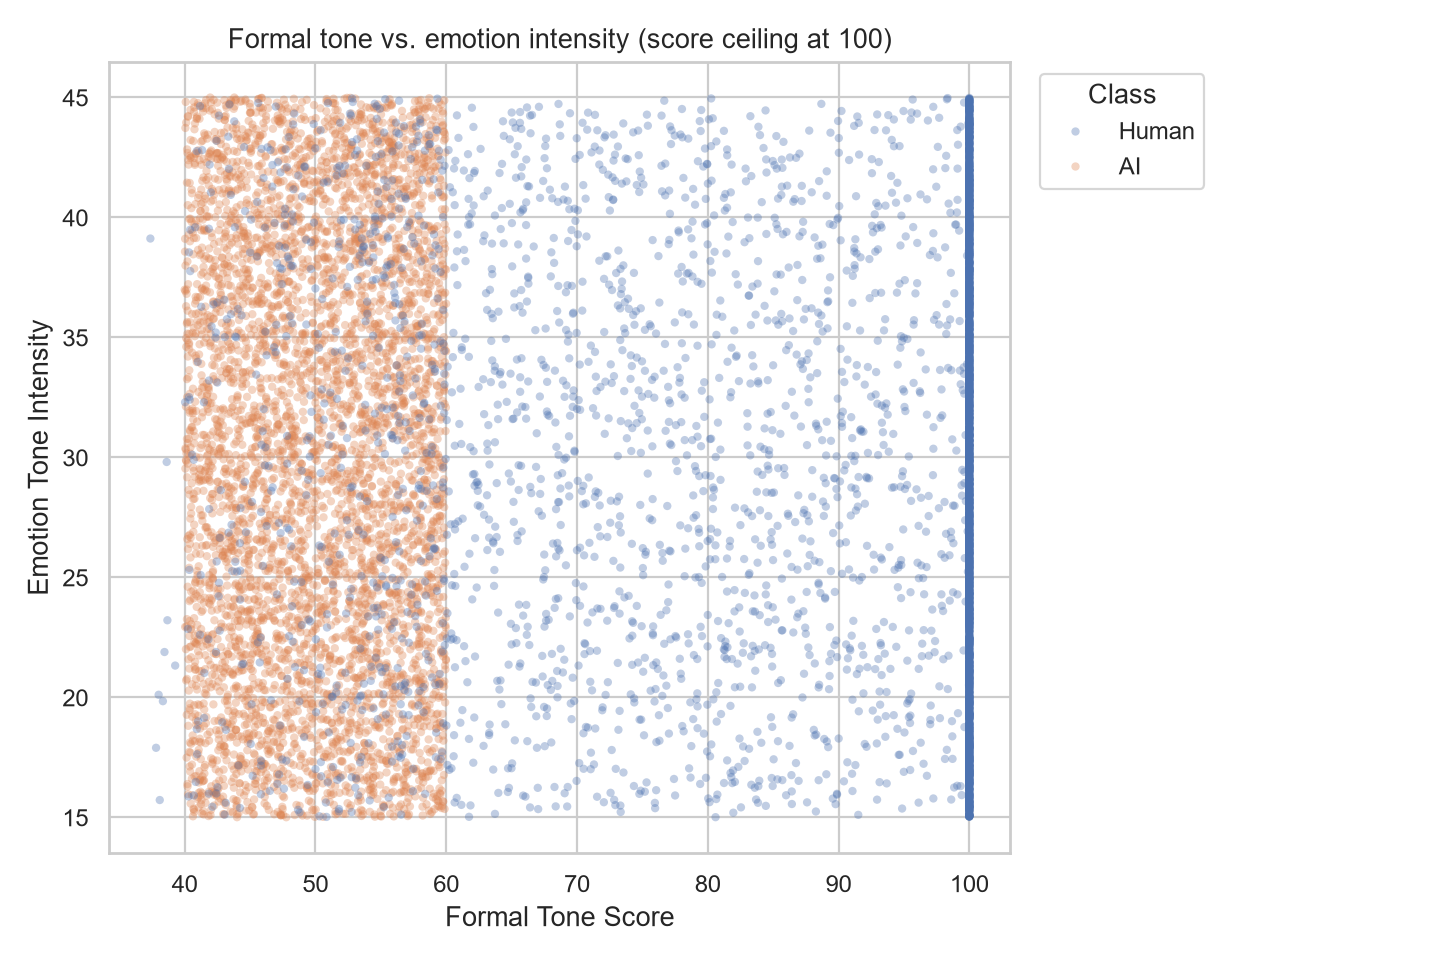 Formal tone vs. emotion intensity (score ceiling at 100)
Class
Human
AI
Emotion Tone Intensity
45
40
35
30
25
20
15
40 50 60 70 80 90 100
Formal Tone Score